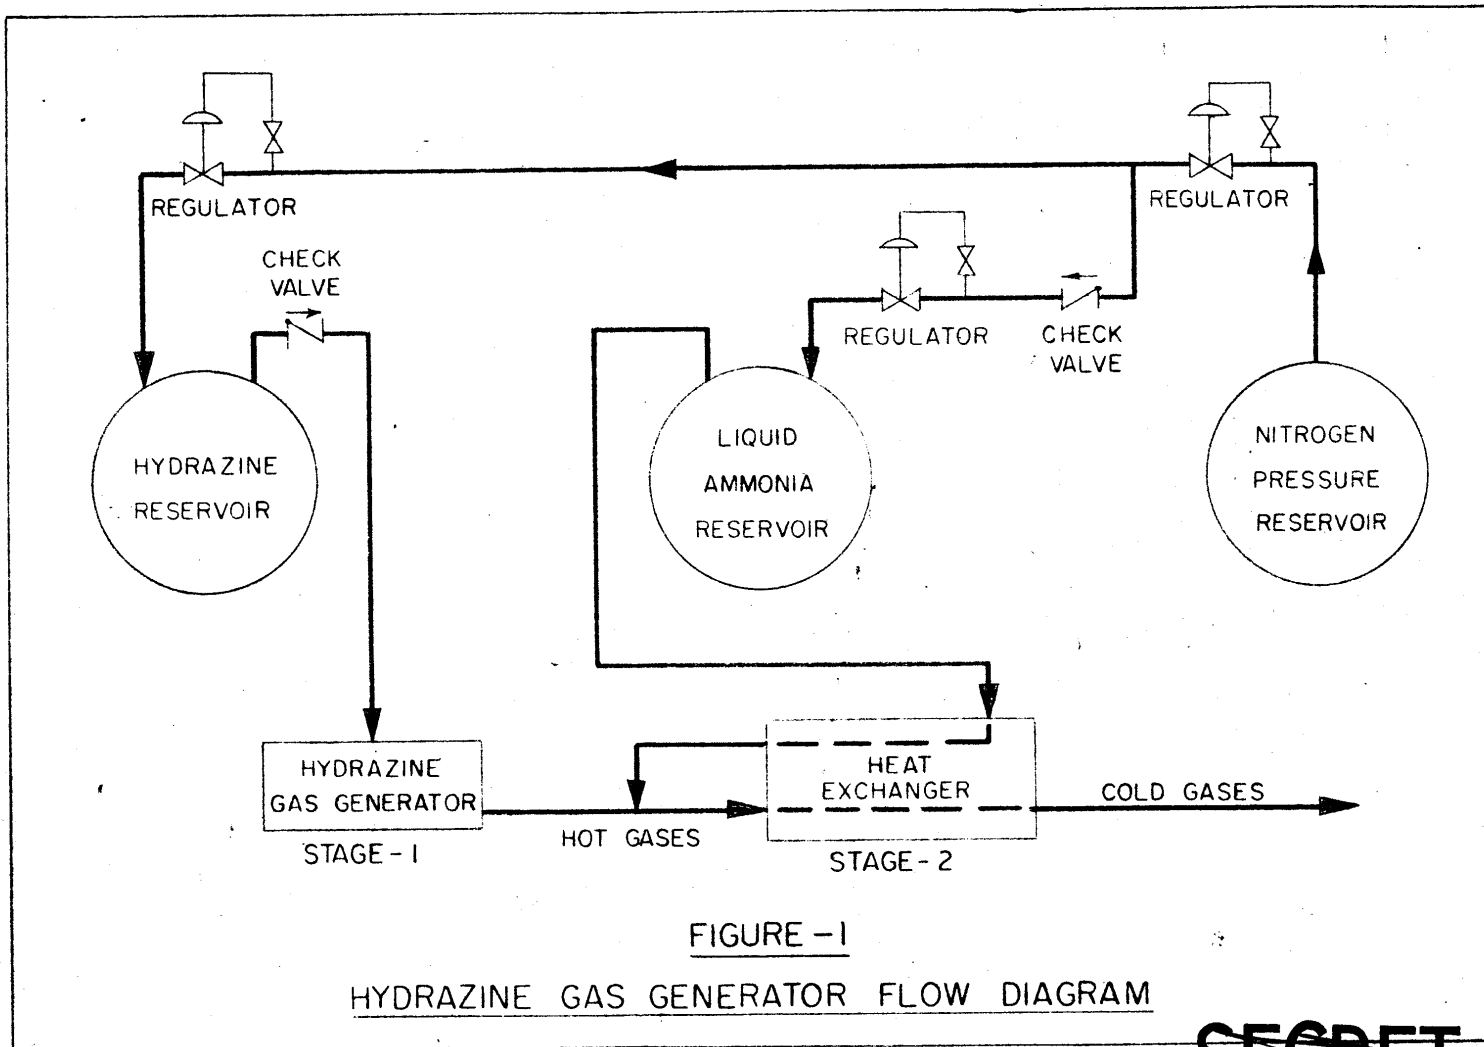 REGULATOR
REGULATOR
CHECK
VALVE
REGULATOR
CHECK
VALVE
HYDRAZINE
RESERVOIR
LIQUID
AMMONIA
RESERVOIR
NITROGEN
PRESSURE
RESERVOIR
HYDRAZINE
GAS GENERATOR
STAGE-1
HOT GASES
HEAT
EXCHANGER
STAGE-2
COLD GASES
FIGURE-1
HYDRAZINE GAS GENERATOR FLOW DIAGRAM
SECRET